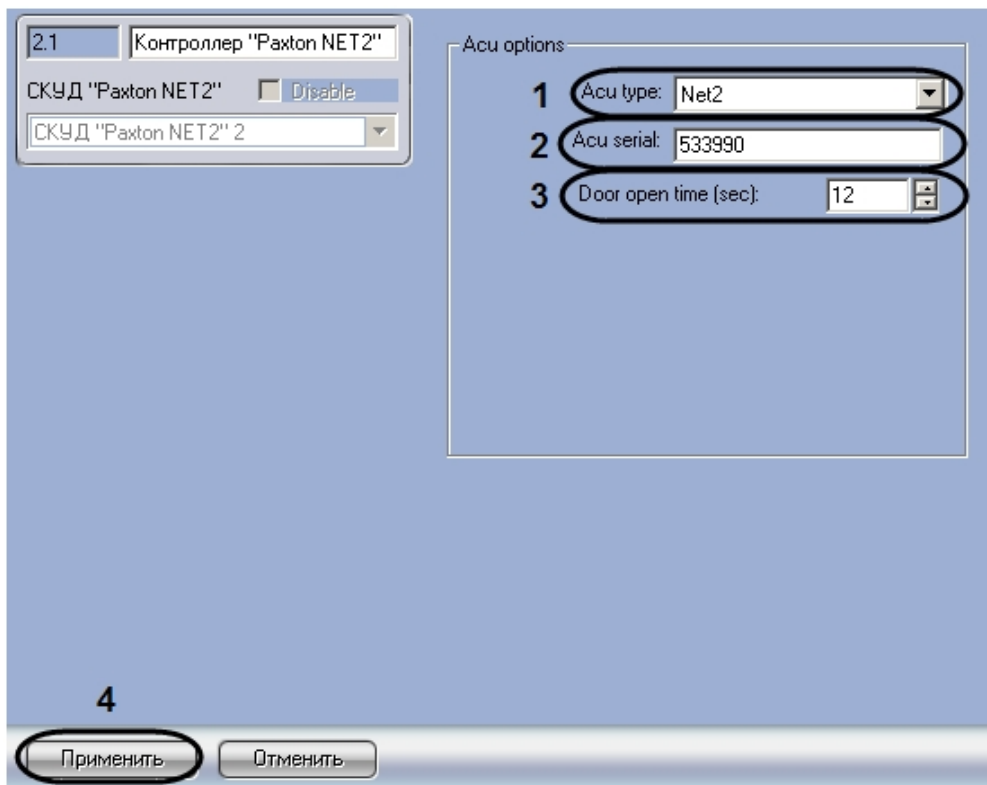 2.1 Контроллер "Paxton NET2"
СКУД "Paxton NET2" Disable
СКУД "Paxton NET2" 2
Acu options
1 Acu type: Net2
2 Acu serial: 533990
3 Door open time (sec): 12
4
Применить Отменить